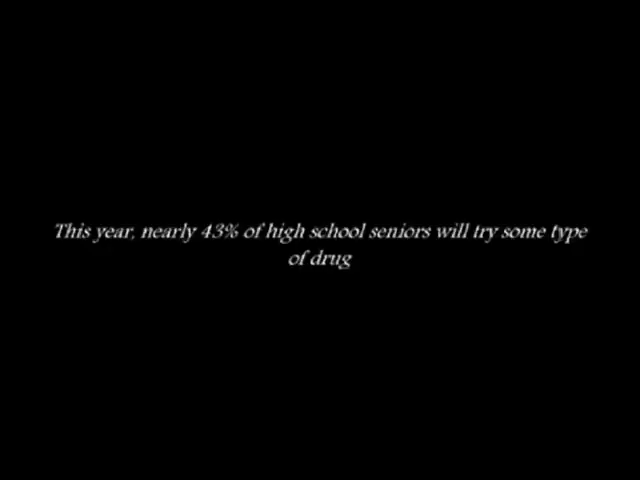 This year, nearly 43% of high school seniors will try some type
of drug